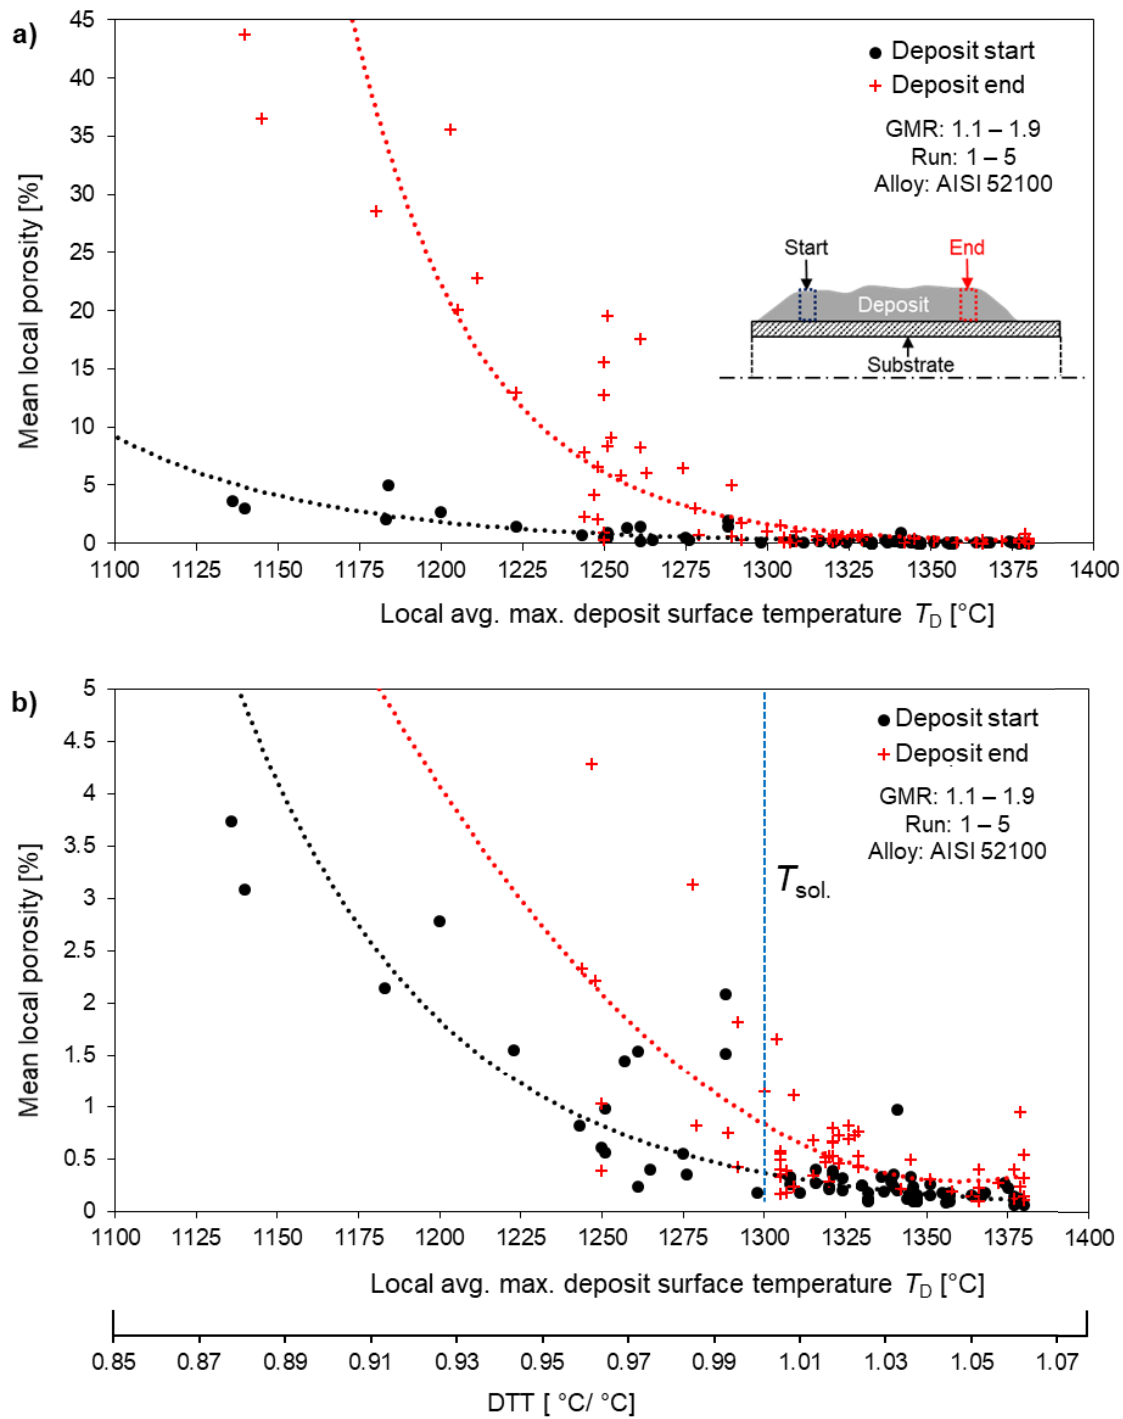 a)
45
40
35
30
25
20
15
10
5
0
Mean local porosity [%]
Deposit start
Deposit end
GMR: 1.1 – 1.9
Run: 1 – 5
Alloy: AISI 52100
Start
End
Deposit
Substrate
1100 1125 1150 1175 1200 1225 1250 1275 1300 1325 1350 1375 1400
Local avg. max. deposit surface temperature T_D [°C]
b)
5
4.5
4
3.5
3
2.5
2
1.5
1
0.5
0
Mean local porosity [%]
Deposit start
Deposit end
GMR: 1.1 – 1.9
Run: 1 – 5
Alloy: AISI 52100
T_sol.
1100 1125 1150 1175 1200 1225 1250 1275 1300 1325 1350 1375 1400
Local avg. max. deposit surface temperature T_D [°C]
0.85 0.87 0.89 0.91 0.93 0.95 0.97 0.99 1.01 1.03 1.05 1.07
DTT [ °C/ °C]